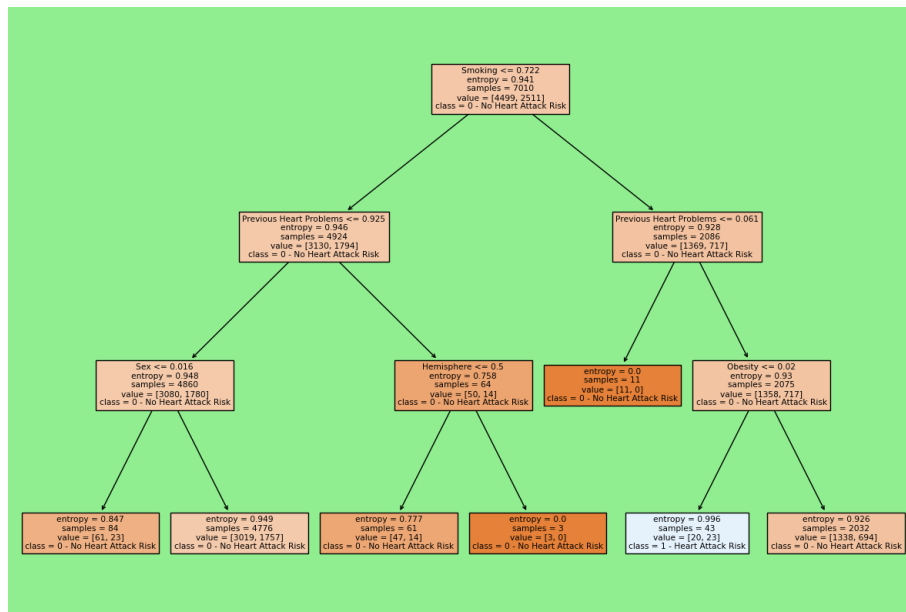 Smoking <= 0.722
entropy = 0.941
samples = 7010
value = [4499, 2511]
class = 0 - No Heart Attack Risk
Previous Heart Problems <= 0.925
entropy = 0.946
samples = 4924
value = [3130, 1794]
class = 0 - No Heart Attack Risk
Previous Heart Problems <= 0.061
entropy = 0.928
samples = 2086
value = [1369, 717]
class = 0 - No Heart Attack Risk
Sex <= 0.016
entropy = 0.948
samples = 4860
value = [3080, 1780]
class = 0 - No Heart Attack Risk
Hemisphere <= 0.5
entropy = 0.758
samples = 64
value = [50, 14]
class = 0 - No Heart Attack Risk
entropy = 0.0
samples = 11
value = [11, 0]
class = 0 - No Heart Attack Risk
Obesity <= 0.02
entropy = 0.93
samples = 2075
value = [1358, 717]
class = 0 - No Heart Attack Risk
entropy = 0.847
samples = 84
value = [61, 23]
class = 0 - No Heart Attack Risk
entropy = 0.949
samples = 4776
value = [3019, 1757]
class = 0 - No Heart Attack Risk
entropy = 0.777
samples = 61
value = [47, 14]
class = 0 - No Heart Attack Risk
entropy = 0.0
samples = 3
value = [3, 0]
class = 0 - No Heart Attack Risk
entropy = 0.996
samples = 43
value = [20, 23]
class = 1 - Heart Attack Risk
entropy = 0.926
samples = 2032
value = [1338, 694]
class = 0 - No Heart Attack Risk